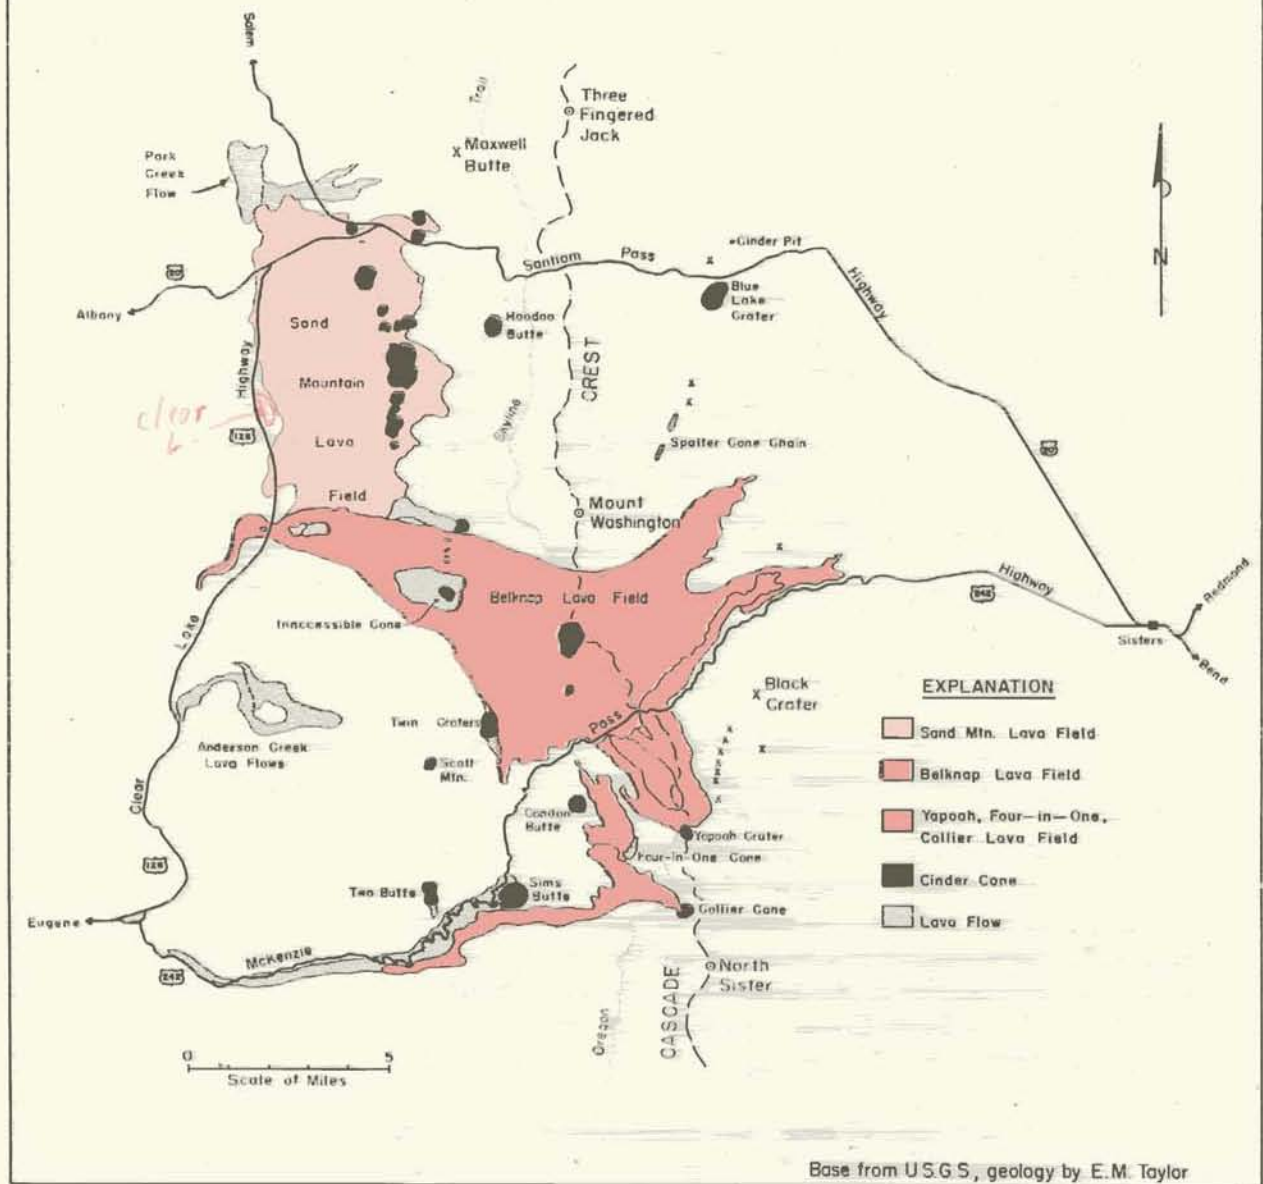 Salem
Trail
Three
Fingered
Jack
Maxwell
Butte
Park
Creek
Flow
N
Santiam Pass
Cinder Pit
20
Albany
Highway
Blue
Lake
Crater
Hoodoo
Butte
Sand
Mountain
Lava
Field
Highway
CREST
Skyline
clear
L.
126
Spatter Cone Chain
20
Mount
Washington
Belknap Lava Field
Highway
242
Redmond
Sisters
Bend
Inaccessible Cone
Lake
Black
Crater
EXPLANATION
Sand Mtn. Lava Field
Belknap Lava Field
Yapoah, Four-in-One,
Collier Lava Field
Cinder Cone
Lava Flow
Twin Craters
Pass
Anderson Creek
Lava Flows
Scott
Mtn.
Clear
Condon
Butte
Yapoah Crater
Four-in-One Cone
126
Two Butte
Sims
Butte
Collier Cone
Eugene
McKenzie
242
North
Sister
CASCADE
Oregon
0 5
Scale of Miles
Base from U.S.G.S., geology by E.M. Taylor